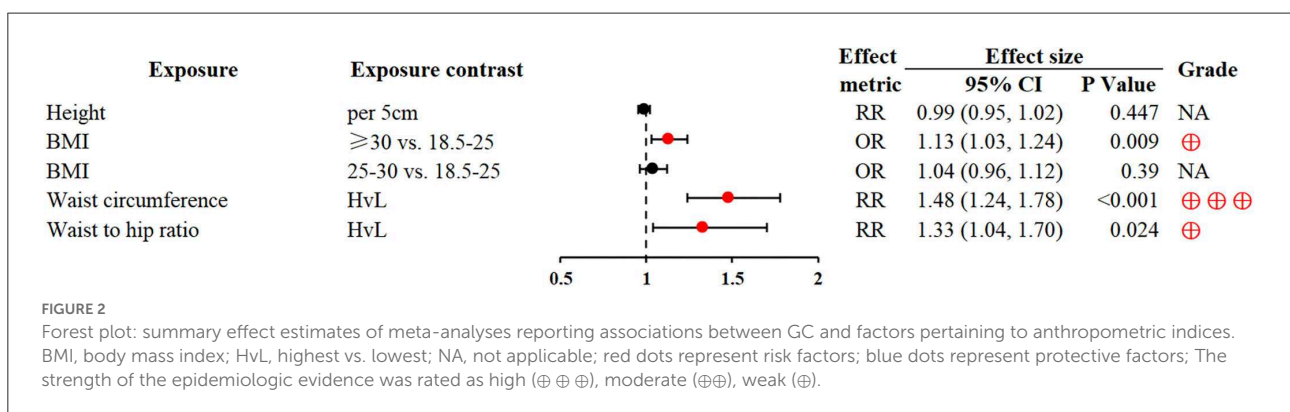 Exposure Exposure contrast Effect metric Effect size Grade
95% CI P Value
Height per 5cm RR 0.99 (0.95, 1.02) 0.447 NA
BMI ≥30 vs. 18.5-25 OR 1.13 (1.03, 1.24) 0.009 ⊕
BMI 25-30 vs. 18.5-25 OR 1.04 (0.96, 1.12) 0.39 NA
Waist circumference HvL RR 1.48 (1.24, 1.78) <0.001 ⊕ ⊕ ⊕
Waist to hip ratio HvL RR 1.33 (1.04, 1.70) 0.024 ⊕
0.5 1 1.5 2
FIGURE 2
Forest plot: summary effect estimates of meta-analyses reporting associations between GC and factors pertaining to anthropometric indices.
BMI, body mass index; HvL, highest vs. lowest; NA, not applicable; red dots represent risk factors; blue dots represent protective factors; The
strength of the epidemiologic evidence was rated as high (⊕ ⊕ ⊕), moderate (⊕⊕), weak (⊕).